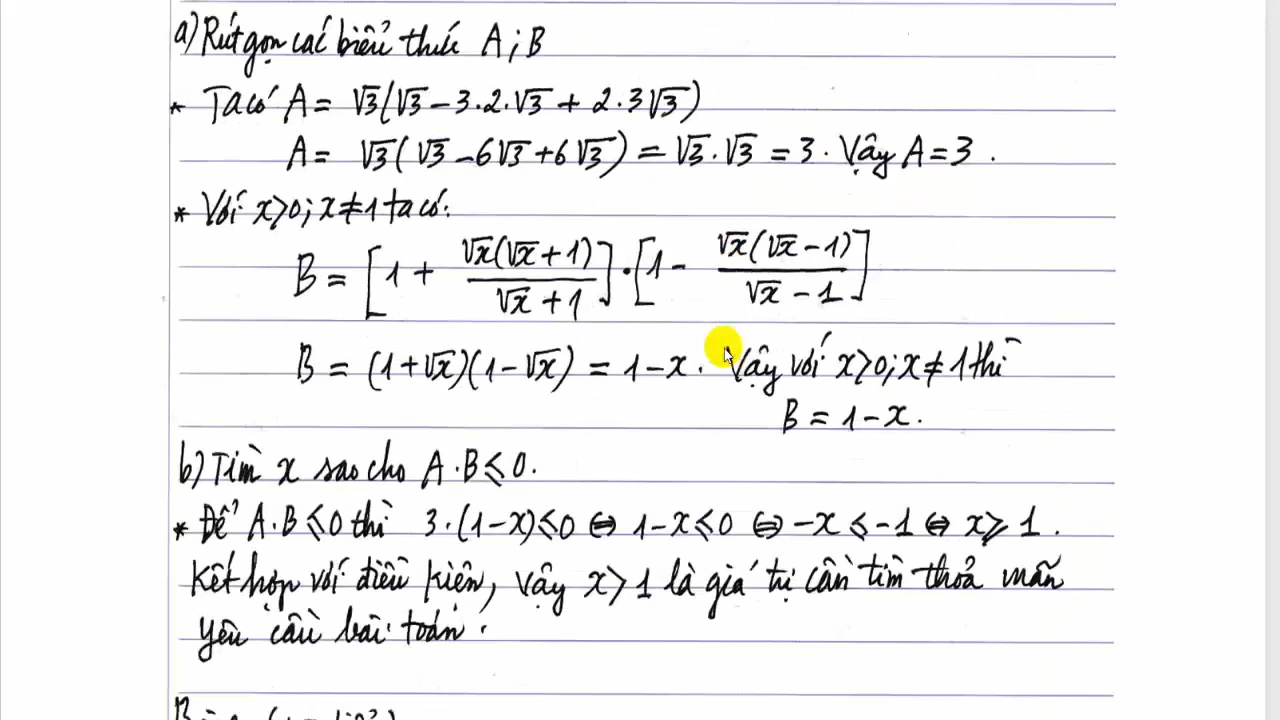 a) Rút gọn các biểu thức A; B
* Ta có A = √3(√3 - 3.2.√3 + 2.3√3)
A = √3(√3 - 6√3 + 6√3) = √3.√3 = 3. Vậy A = 3.
* Với x≥0; x≠1 ta có:
B = [1 + √x(√x + 1)/(√x + 1)].[1 - √x(√x - 1)/(√x - 1)]
B = (1+√x)(1-√x) = 1-x. Vậy với x≥0; x≠1 thì
B = 1-x.
b) Tìm x sao cho A.B≤0.
* Để A.B≤0 thì 3.(1-x)≤0 ⇔ 1-x≤0 ⇔ -x≤-1 ⇔ x≥1.
Kết hợp với điều kiện, vậy x>1 là giá trị cần tìm thoả mãn
yêu cầu bài toán.